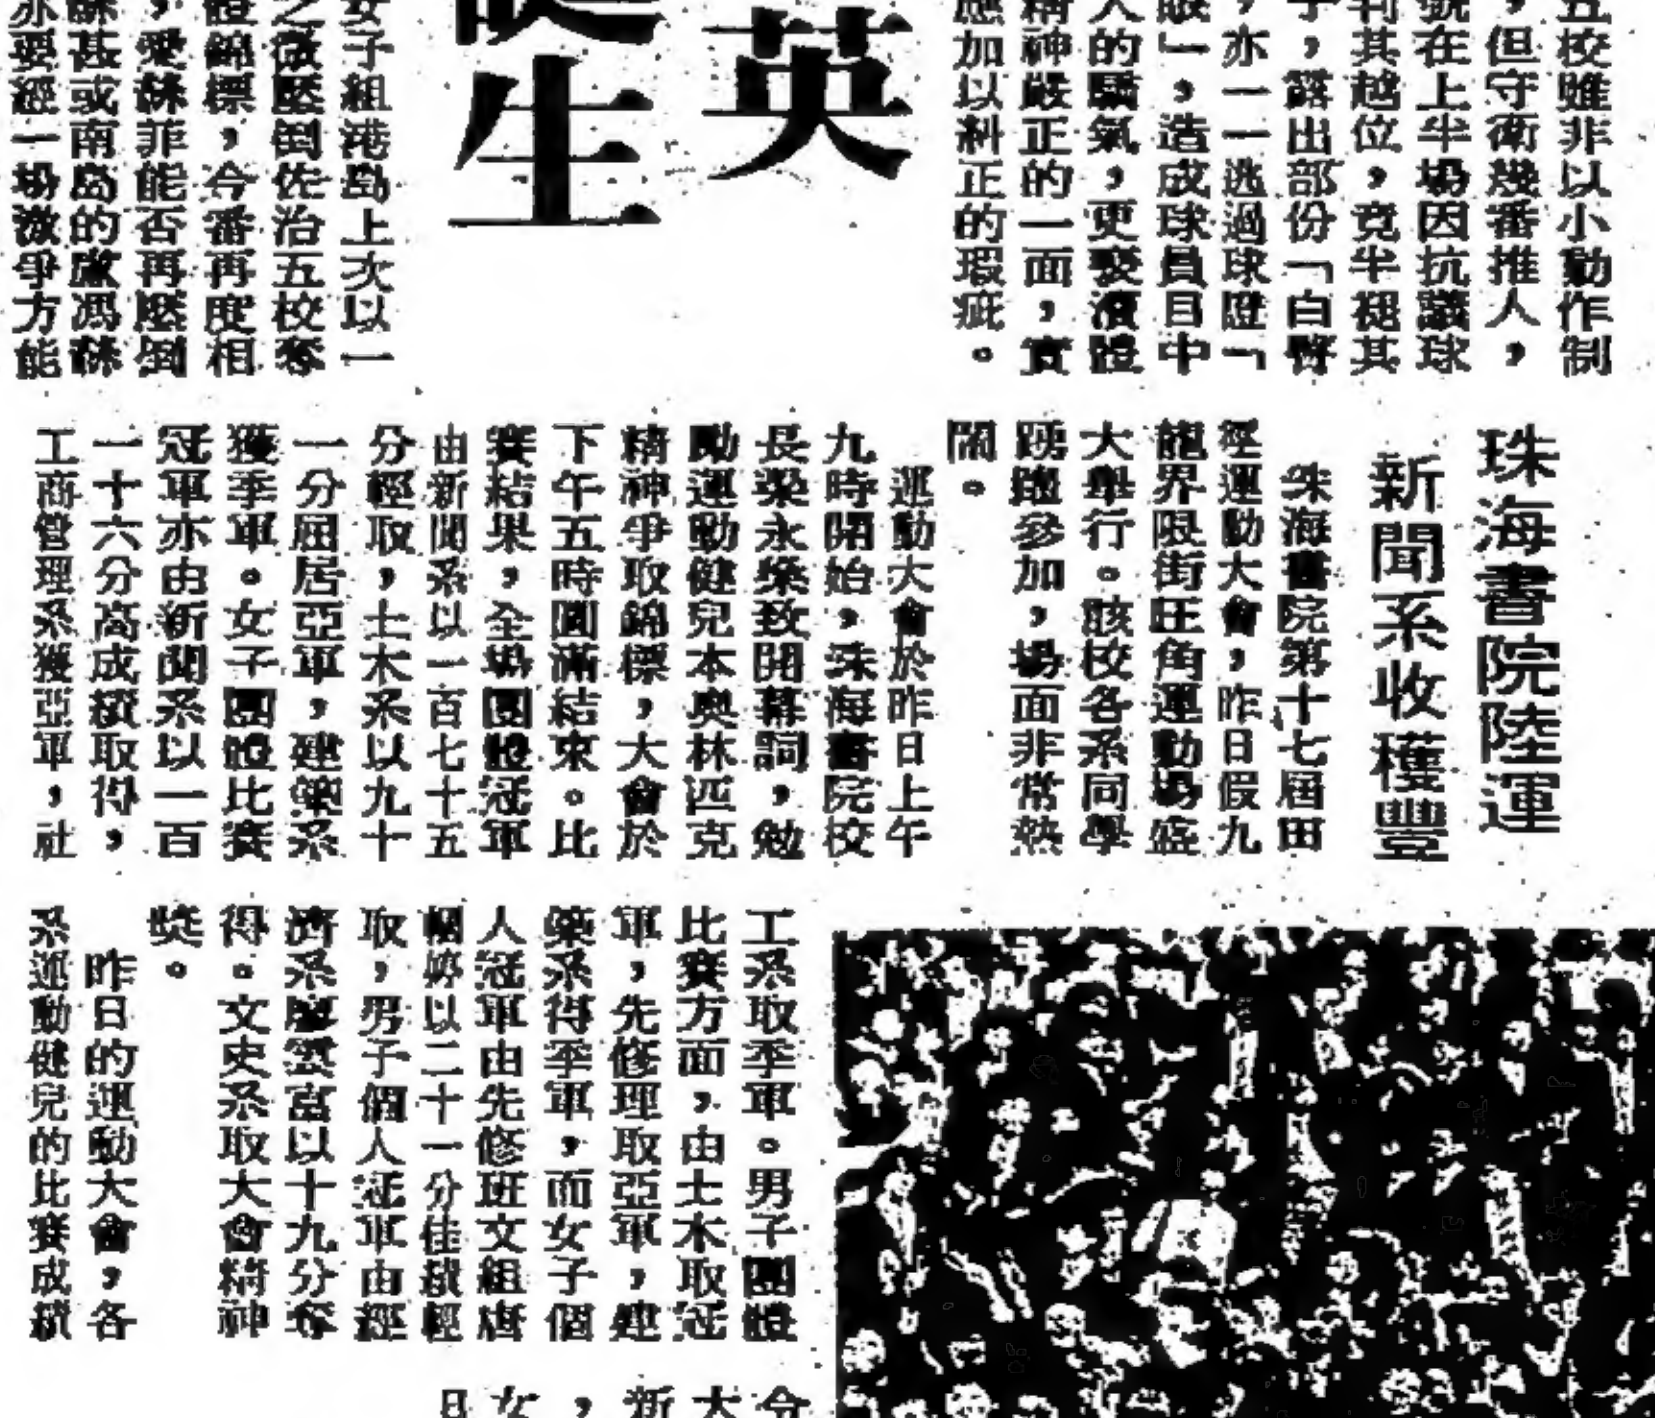 五校雖非以小動作制
，但守衛幾番推人，
號在上半場因抗議球
判其越位，竟半褪其
子，露出部份「白臀
，亦一一逃過球證「
眼」，造成球員目中
人的驕氣，更褻瀆體
精神嚴正的一面，實
應加以糾正的瑕疵。
英
誕生
女子組港島上次以一
之微壓倒佐治五校奪
證錦標，今番再度相
，愛蘇菲能否再壓倒
甚或南島的盧馮
亦要經一場激爭方能
珠海書院陸運
新聞系收穫豐
珠海書院第十七屆田
徑運動大會，昨日假九
龍界限街旺角運動場盛
大舉行。該校各系同學
踴躍參加，場面非常熱
鬧。
運動大會於昨日上午
九時開始，珠海書院校
長梁永燊致開幕詞，勉
勵運動健兒本奧林匹克
精神爭取錦標，大會於
下午五時圓滿結束。比
賽結果，全場團體冠軍
由新聞系以一百七十五
分輕取，土木系以九十
一分屈居亞軍，建築系
獲季軍。女子團體比賽
冠軍亦由新聞系以一百
一十六分高成績取得，
工商管理系獲亞軍，社
工系取季軍。男子團體
比賽方面，由土木取冠
軍，先修理取亞軍，建
築系得季軍，而女子個
人冠軍由先修班文組唐
婷以二十一分佳績輕
取，男子個人冠軍由經
濟系以十九分奪
得。文史系取大會精神
獎。
昨日的運動大會，各
系運動健兒的比賽成績